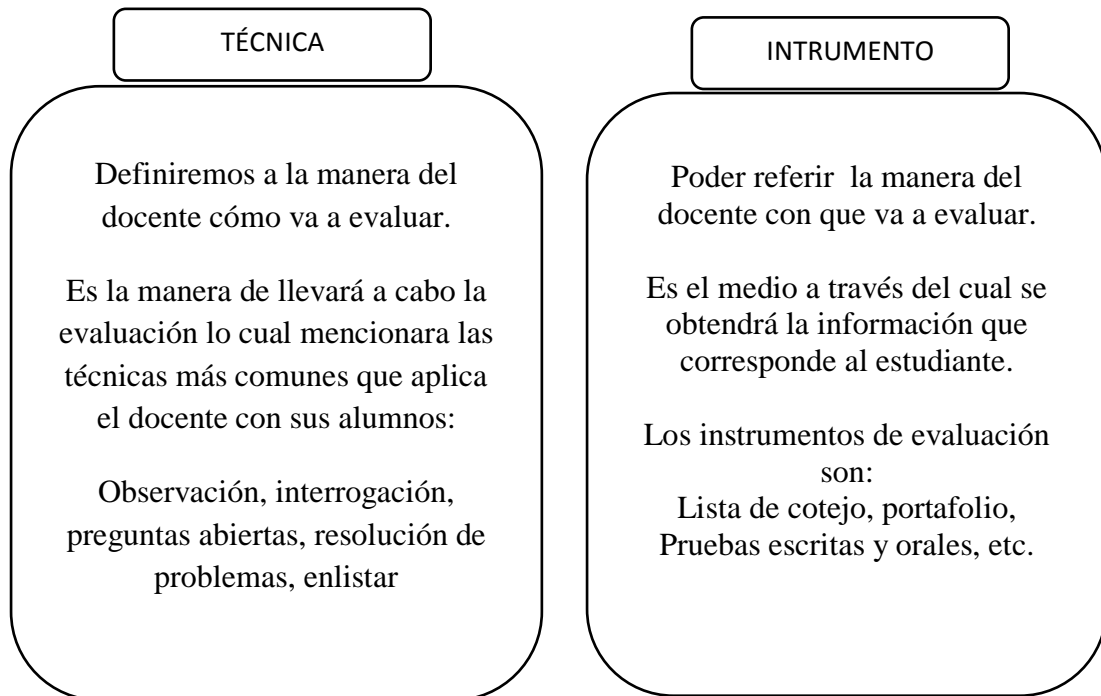 TÉCNICA
Definiremos a la manera del
docente cómo va a evaluar.
Es la manera de llevará a cabo la
evaluación lo cual mencionara las
técnicas más comunes que aplica
el docente con sus alumnos:
Observación, interrogación,
preguntas abiertas, resolución de
problemas, enlistar
INTRUMENTO
Poder referir la manera del
docente con que va a evaluar.
Es el medio a través del cual se
obtendrá la información que
corresponde al estudiante.
Los instrumentos de evaluación
son:
Lista de cotejo, portafolio,
Pruebas escritas y orales, etc.